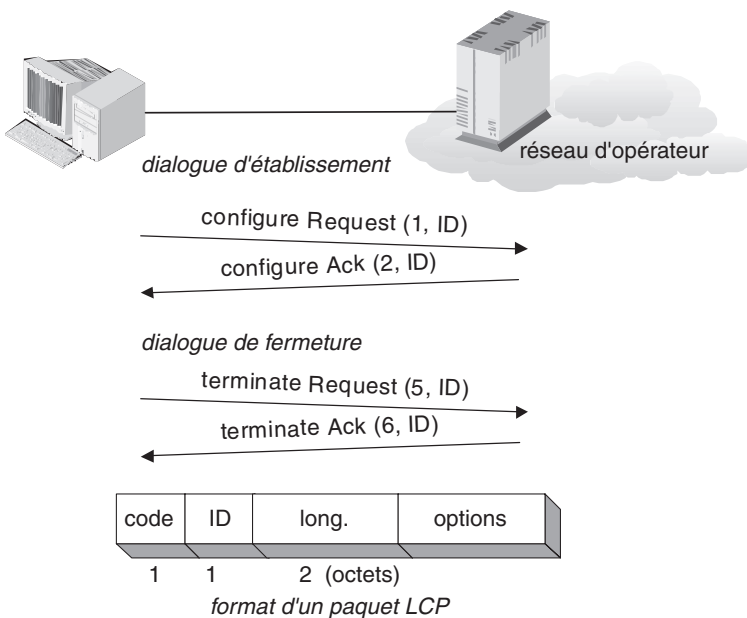 réseau d'opérateur
dialogue d'établissement
configure Request (1, ID)
configure Ack (2, ID)
dialogue de fermeture
terminate Request (5, ID)
terminate Ack (6, ID)
code ID long. options
1 1 2 (octets)
format d'un paquet LCP